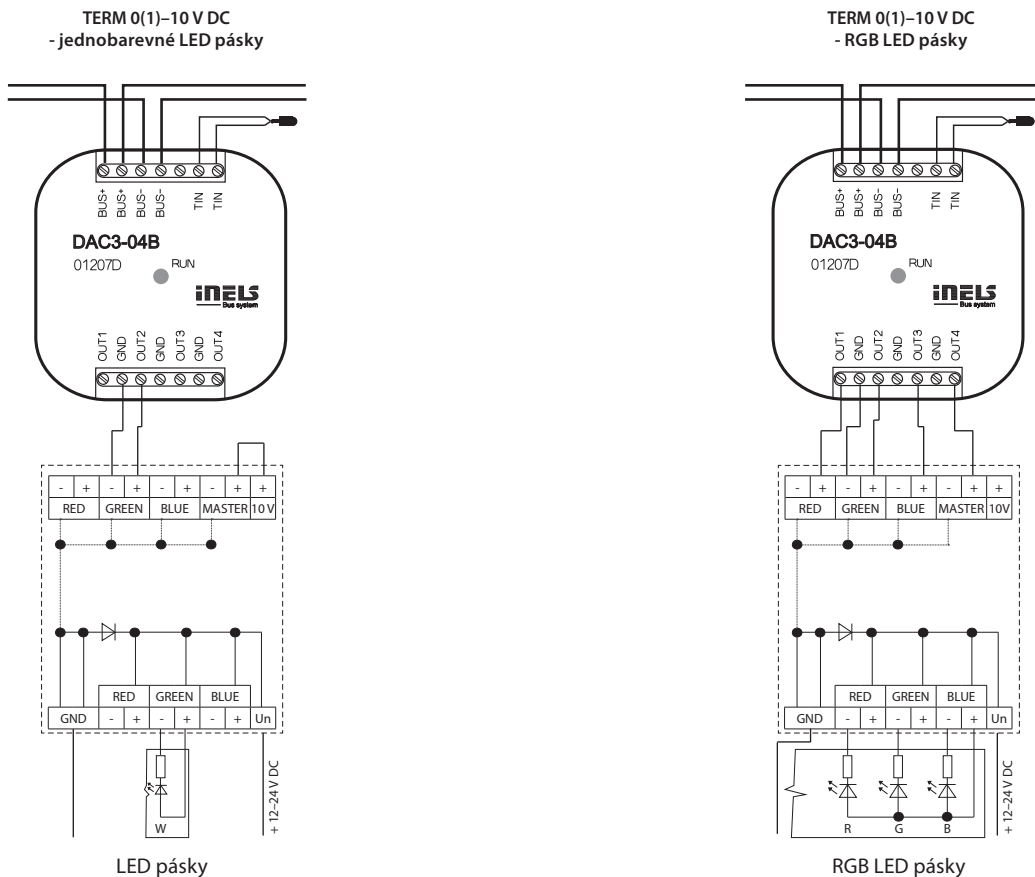 TERM 0(1)–10 V DC
- jednobarevné LED pásky
BUS+ BUS+ BUS- BUS- TIN TIN
DAC3-04B
01207D
RUN
iNELS
Bus system
OUT1 GND OUT2 GND OUT3 GND OUT4
- + - + - + - + +
RED GREEN BLUE MASTER 10 V
RED GREEN BLUE
GND - + - + - + Un
W
+ 12–24 V DC
LED pásky
TERM 0(1)–10 V DC
- RGB LED pásky
BUS+ BUS+ BUS- BUS- TIN TIN
DAC3-04B
01207D
RUN
iNELS
Bus system
OUT1 GND OUT2 GND OUT3 GND OUT4
- + - + - + - + +
RED GREEN BLUE MASTER 10V
RED GREEN BLUE
GND - + - + - + Un
R G B
+ 12–24 V DC
RGB LED pásky